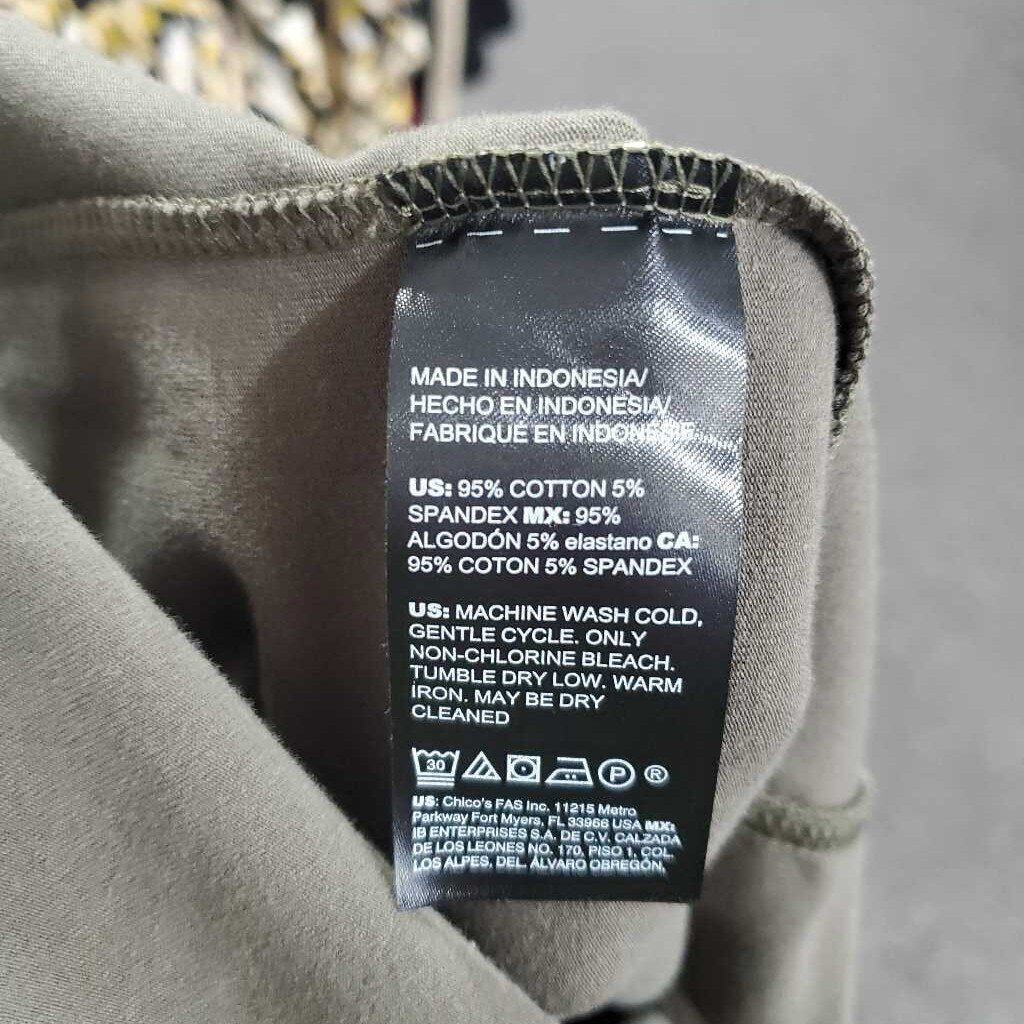 MADE IN INDONESIA/
HECHO EN INDONESIA/
FABRIQUÉ EN INDONÉSIE
US: 95% COTTON 5%
SPANDEX MX: 95%
ALGODÓN 5% elastano CA:
95% COTON 5% SPANDEX
US: MACHINE WASH COLD,
GENTLE CYCLE. ONLY
NON-CHLORINE BLEACH.
TUMBLE DRY LOW. WARM
IRON. MAY BE DRY
CLEANED
30 P ®
US: Chico's FAS Inc. 11215 Metro
Parkway Fort Myers, FL 33966 USA MX:
IB ENTERPRISES S.A. DE C.V. CALZADA
DE LOS LEONES NO. 170, PISO 1, COL.
LOS ALPES, DEL. ÁLVARO OBREGÓN,